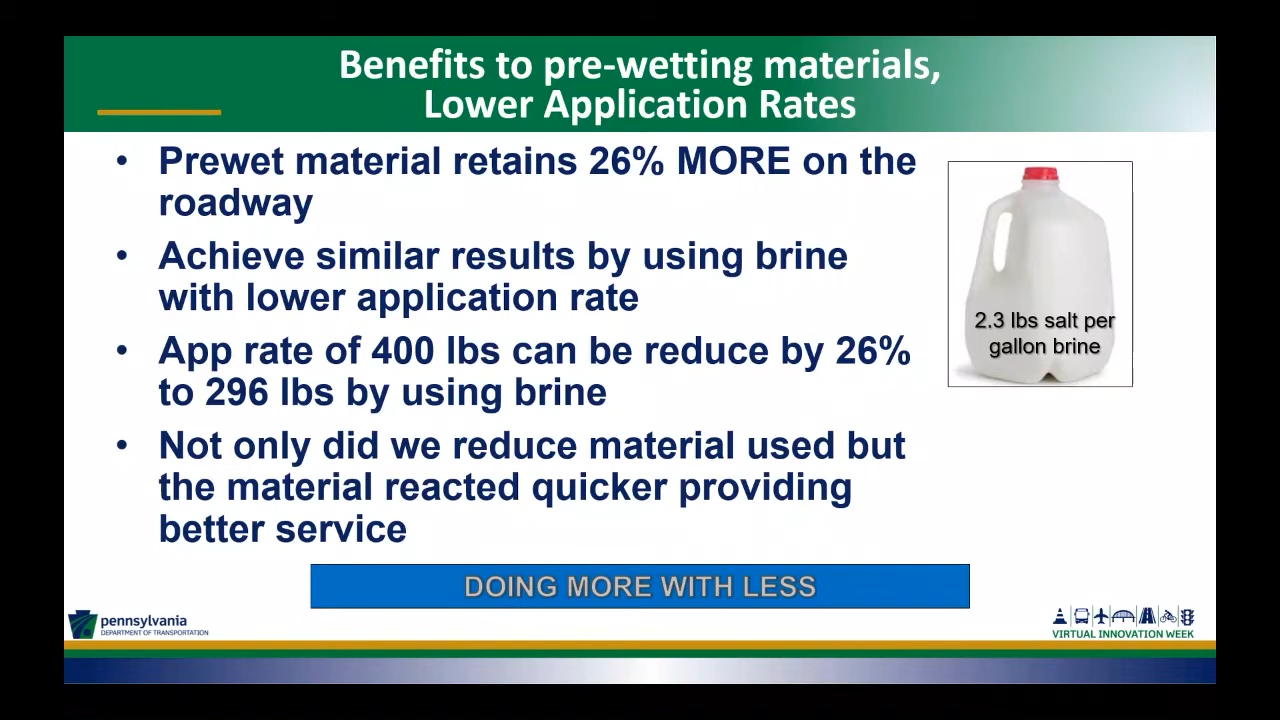 Benefits to pre-wetting materials,
Lower Application Rates
• Prewet material retains 26% MORE on the
roadway
• Achieve similar results by using brine
with lower application rate
• App rate of 400 lbs can be reduce by 26%
to 296 lbs by using brine
• Not only did we reduce material used but
the material reacted quicker providing
better service
2.3 lbs salt per
gallon brine
DOING MORE WITH LESS
pennsylvania
DEPARTMENT OF TRANSPORTATION
VIRTUAL INNOVATION WEEK